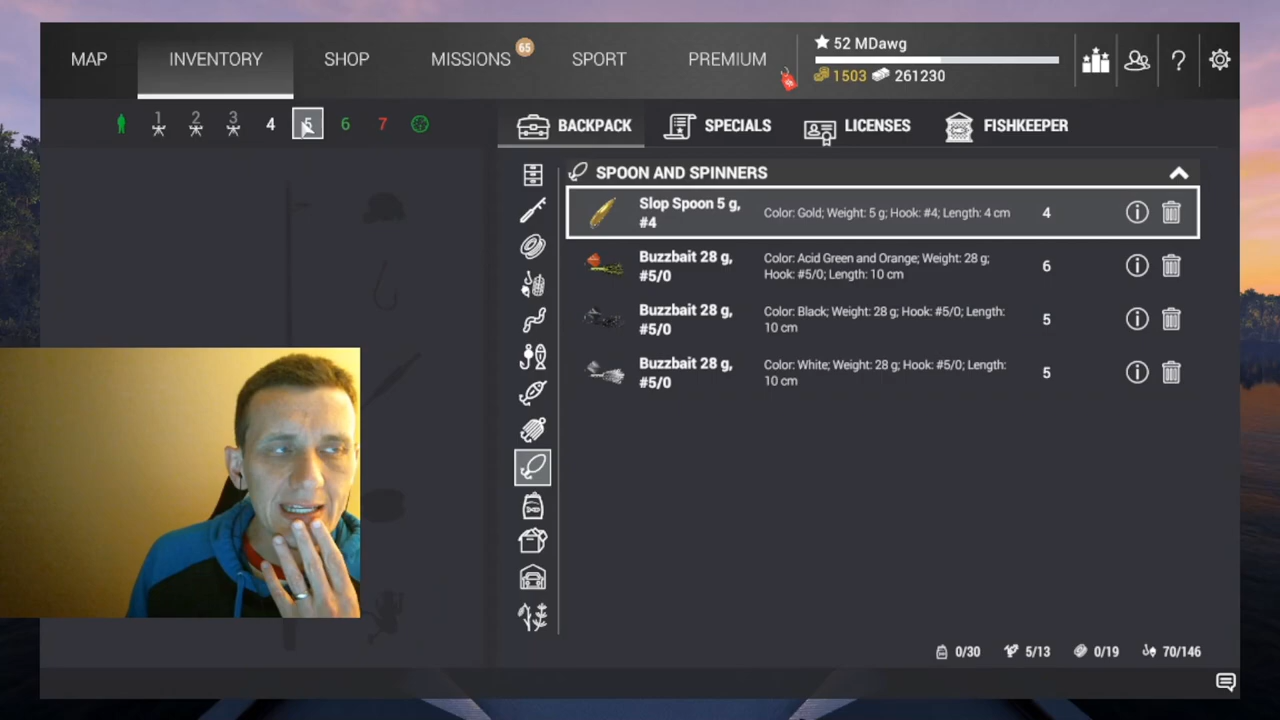 MAP
INVENTORY
SHOP
MISSIONS
65
SPORT
PREMIUM
52 MDawg
1503 261230
?
1 2 3 4 5 6 7
BACKPACK
SPECIALS
LICENSES
FISHKEEPER
SPOON AND SPINNERS
Slop Spoon 5 g,
#4
Color: Gold; Weight: 5 g; Hook: #4; Length: 4 cm
4
Buzzbait 28 g,
#5/0
Color: Acid Green and Orange; Weight: 28 g;
Hook: #5/0; Length: 10 cm
6
Buzzbait 28 g,
#5/0
Color: Black; Weight: 28 g; Hook: #5/0; Length:
10 cm
5
Buzzbait 28 g,
#5/0
Color: White; Weight: 28 g; Hook: #5/0; Length:
10 cm
5
0/30 5/13 0/19 70/146